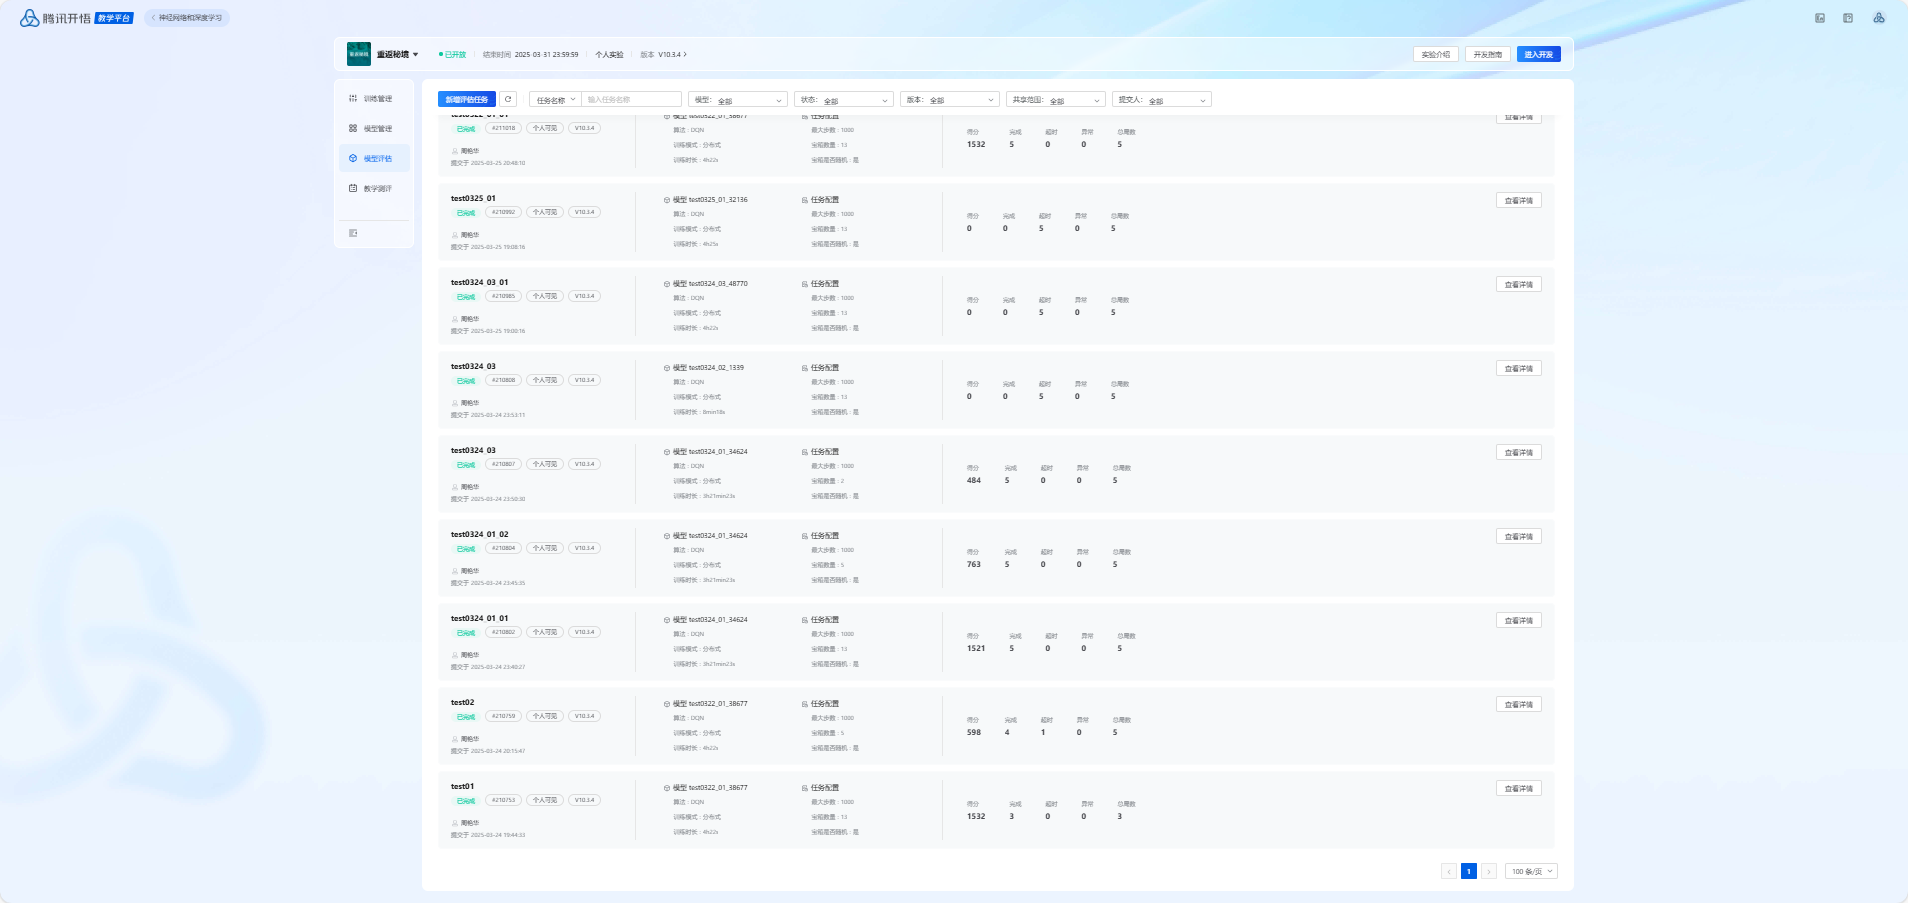 腾讯开悟 教学平台 神经网络和深度学习
重返秘境 已开放 结束时间 2025-03-31 23:59:59 个人实验 版本 V10.3.4 实验介绍 开发指南 进入开发
训练管理
模型管理
模型评估
教学测评
新增评估任务 任务名称 输入任务名称 模型: 全部 状态: 全部 版本: 全部 共享范围: 全部 提交人: 全部
test0322_01_01 模型 test0322_01_38677 任务配置 查看详情
已完成 #211018 个人可见 V10.3.4 算法：DQN 最大步数：1000 得分 完成 超时 异常 总局数
训练模式：分布式 宝箱数量：13 1532 5 0 0 5
周怡华 训练时长：4h22s 宝箱是否随机：是
提交于 2025-03-25 20:48:10
test0325_01 模型 test0325_01_32136 任务配置 查看详情
已完成 #210992 个人可见 V10.3.4 算法：DQN 最大步数：1000 得分 完成 超时 异常 总局数
训练模式：分布式 宝箱数量：13 0 0 5 0 5
周怡华 训练时长：4h25s 宝箱是否随机：是
提交于 2025-03-25 19:08:16
test0324_03_01 模型 test0324_03_48770 任务配置 查看详情
已完成 #210985 个人可见 V10.3.4 算法：DQN 最大步数：1000 得分 完成 超时 异常 总局数
训练模式：分布式 宝箱数量：13 0 0 5 0 5
周怡华 训练时长：4h22s 宝箱是否随机：是
提交于 2025-03-25 19:00:16
test0324_03 模型 test0324_02_1339 任务配置 查看详情
已完成 #210808 个人可见 V10.3.4 算法：DQN 最大步数：1000 得分 完成 超时 异常 总局数
训练模式：分布式 宝箱数量：13 0 0 5 0 5
周怡华 训练时长：8min18s 宝箱是否随机：是
提交于 2025-03-24 23:53:11
test0324_03 模型 test0324_01_34624 任务配置 查看详情
已完成 #210807 个人可见 V10.3.4 算法：DQN 最大步数：1000 得分 完成 超时 异常 总局数
训练模式：分布式 宝箱数量：2 484 5 0 0 5
周怡华 训练时长：3h21min23s 宝箱是否随机：是
提交于 2025-03-24 23:50:30
test0324_01_02 模型 test0324_01_34624 任务配置 查看详情
已完成 #210804 个人可见 V10.3.4 算法：DQN 最大步数：1000 得分 完成 超时 异常 总局数
训练模式：分布式 宝箱数量：5 763 5 0 0 5
周怡华 训练时长：3h21min23s 宝箱是否随机：是
提交于 2025-03-24 23:45:35
test0324_01_01 模型 test0324_01_34624 任务配置 查看详情
已完成 #210802 个人可见 V10.3.4 算法：DQN 最大步数：1000 得分 完成 超时 异常 总局数
训练模式：分布式 宝箱数量：13 1521 5 0 0 5
周怡华 训练时长：3h21min23s 宝箱是否随机：是
提交于 2025-03-24 23:40:27
test02 模型 test0322_01_38677 任务配置 查看详情
已完成 #210759 个人可见 V10.3.4 算法：DQN 最大步数：1000 得分 完成 超时 异常 总局数
训练模式：分布式 宝箱数量：5 598 4 1 0 5
周怡华 训练时长：4h22s 宝箱是否随机：是
提交于 2025-03-24 20:15:47
test01 模型 test0322_01_38677 任务配置 查看详情
已完成 #210753 个人可见 V10.3.4 算法：DQN 最大步数：1000 得分 完成 超时 异常 总局数
训练模式：分布式 宝箱数量：13 1532 3 0 0 3
周怡华 训练时长：4h22s 宝箱是否随机：是
提交于 2025-03-24 19:44:33
1 100 条/页